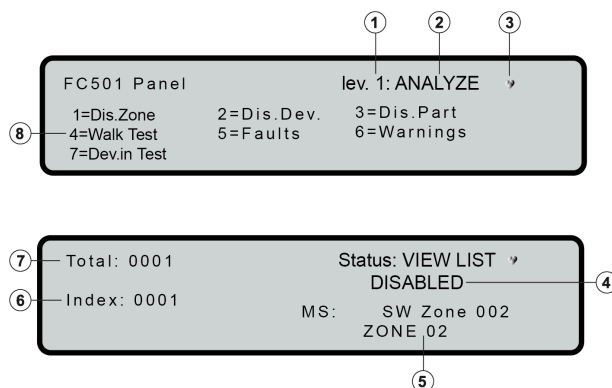 1 2 3
FC501 Panel lev. 1: ANALYZE
1=Dis.Zone 2=Dis.Dev. 3=Dis.Part
8 4=Walk Test 5=Faults 6=Warnings
7=Dev.in Test
7 Total: 0001 Status: VIEW LIST
DISABLED 4
6 Index: 0001
MS: SW Zone 002
ZONE 02
5